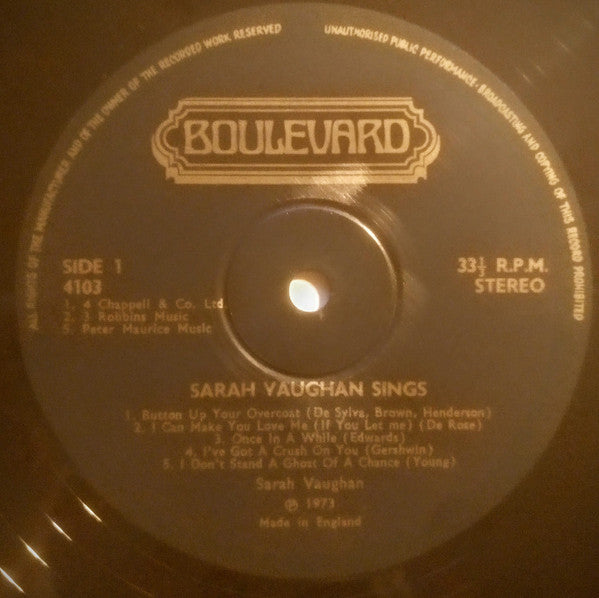 ALL RIGHTS OF THE MANUFACTURER AND OF THE OWNER OF THE RECORDED WORK RESERVED
UNAUTHORISED PUBLIC PERFORMANCE · BROADCASTING AND COPYING OF THIS RECORD PROHIBITED
BOULEVARD
SIDE 1
4103
1. 4 Chappell & Co. Ltd
2. 3 Robbins Music
5. Peter Maurice Music
33⅓ R.P.M.
STEREO
SARAH VAUGHAN SINGS
1. Button Up Your Overcoat (De Sylva, Brown, Henderson)
2. I Can Make You Love Me (If You Let me) (De Rose)
3. Once In A While (Edwards)
4. I've Got A Crush On You (Gershwin)
5. I Don't Stand A Ghost Of A Chance (Young)
Sarah Vaughan
℗ 1973
Made in England